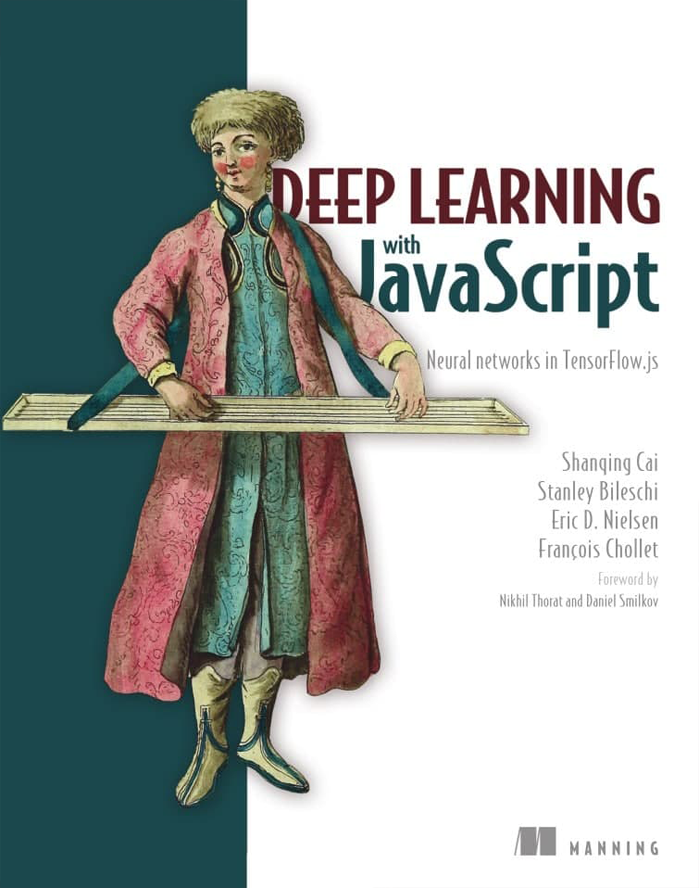 DEEP LEARNING
with
JavaScript
Neural networks in TensorFlow.js
Shanqing Cai
Stanley Bileschi
Eric D. Nielsen
François Chollet
Foreword by
Nikhil Thorat and Daniel Smilkov
MANNING